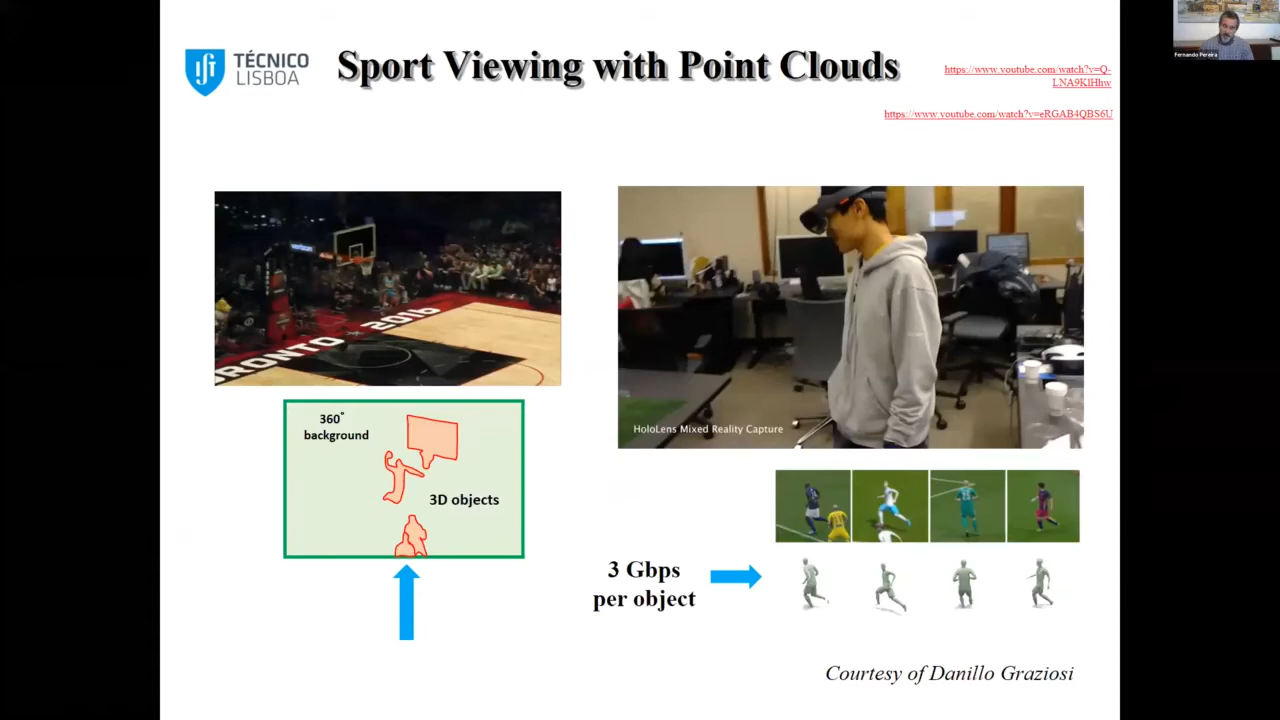 TÉCNICO
LISBOA
Sport Viewing with Point Clouds
https://www.youtube.com/watch?v=Q-
LNA9KlHhw
https://www.youtube.com/watch?v=eRGAB4QBS6U
Fernando Pereira
RONTO 2016
HoloLens Mixed Reality Capture
360°
background
3D objects
3 Gbps
per object
Courtesy of Danillo Graziosi